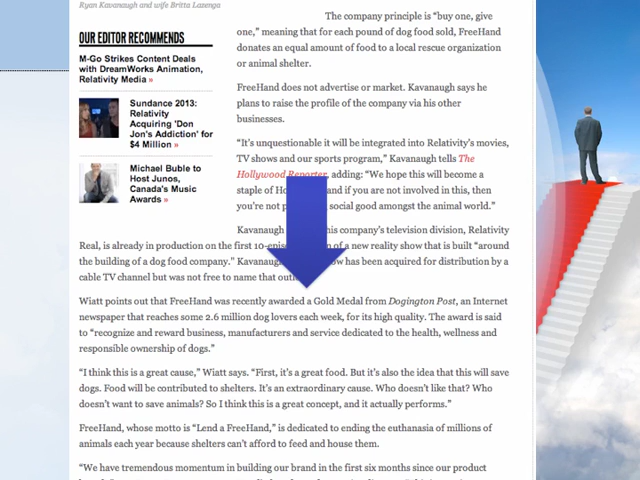 Ryan Kavanaugh and wife Britta Lazenga
OUR EDITOR RECOMMENDS
M-Go Strikes Content Deals
with DreamWorks Animation,
Relativity Media »
Sundance 2013:
Relativity
Acquiring 'Don
Jon's Addiction' for
$4 Million »
Michael Buble to
Host Junos,
Canada's Music
Awards »
The company principle is “buy one, give
one,” meaning that for each pound of dog food sold, FreeHand
donates an equal amount of food to a local rescue organization
or animal shelter.
FreeHand does not advertise or market. Kavanaugh says he
plans to raise the profile of the company via his other
businesses.
“It's unquestionable it will be integrated into Relativity's movies,
TV shows and our sports program,” Kavanaugh tells The
Hollywood Reporter, adding: “We hope this will become a
staple of and if you are not involved in this, then
you're not social good amongst the animal world.”
Kavanaugh his company's television division, Relativity
Real, is already in production on the first of a new reality show that is built “around
the building of a dog food company.” has been acquired for distribution by a
cable TV channel but was not free to name that
Wiatt points out that FreeHand was recently awarded a Gold Medal from Dogington Post, an Internet
newspaper that reaches some 2.6 million dog lovers each week, for its high quality. The award is said
to “recognize and reward business, manufacturers and service dedicated to the health, wellness and
responsible ownership of dogs.”
“I think this is a great cause,” Wiatt says. “First, it's a great food. But it's also the idea that this will save
dogs. Food will be contributed to shelters. It's an extraordinary cause. Who doesn't like that? Who
doesn't want to save animals? So I think this is a great concept, and it actually performs.”
FreeHand, whose motto is “Lend a FreeHand,” is dedicated to ending the euthanasia of millions of
animals each year because shelters can't afford to feed and house them.
“We have tremendous momentum in building our brand in the first six months since our product